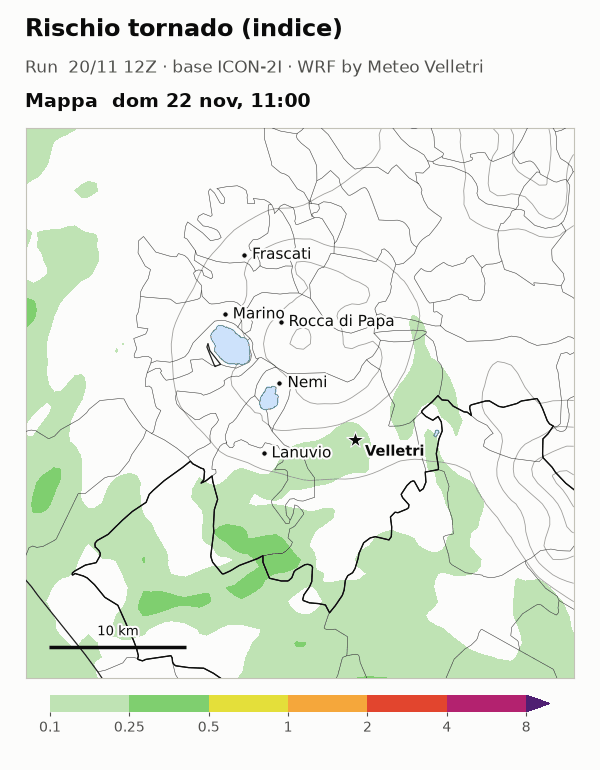 Rischio tornado (indice)
Run  20/11 12Z · base ICON-2I · WRF by Meteo Velletri
Mappa  dom 22 nov, 11:00
Frascati
Marino
Rocca di Papa
Nemi
Velletri
Lanuvio
10 km
0.1 0.25 0.5 1 2 4 8